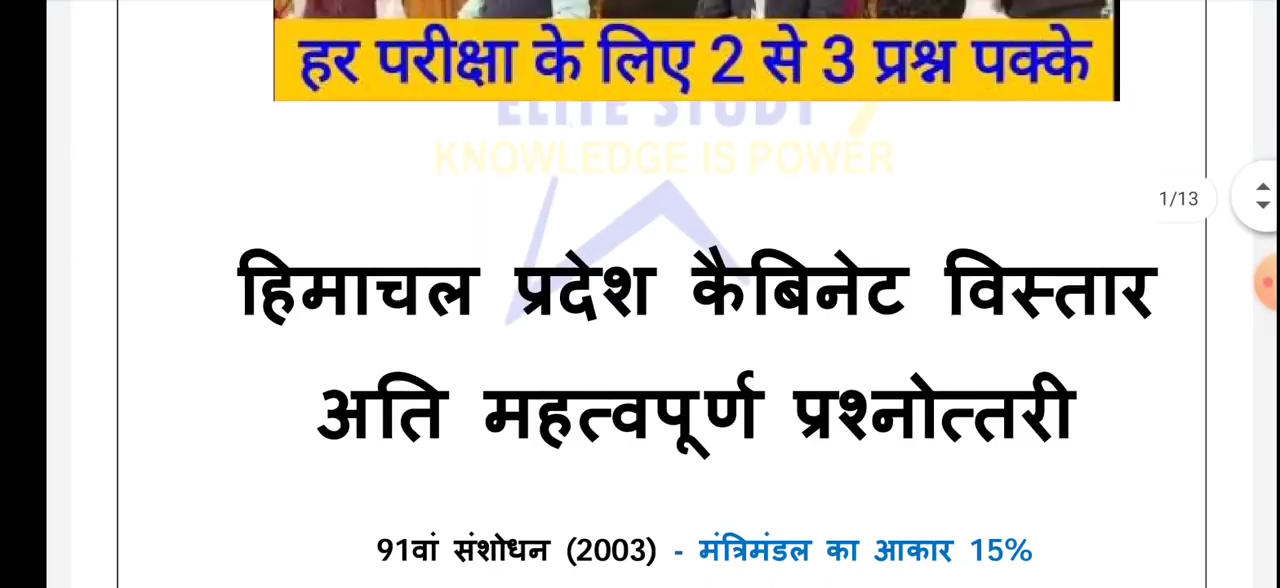 हर परीक्षा के लिए 2 से 3 प्रश्न पक्के
ELITE STUDY
KNOWLEDGE IS POWER
1/13
हिमाचल प्रदेश कैबिनेट विस्तार
अति महत्वपूर्ण प्रश्नोत्तरी
91वां संशोधन (2003) - मंत्रिमंडल का आकार 15%